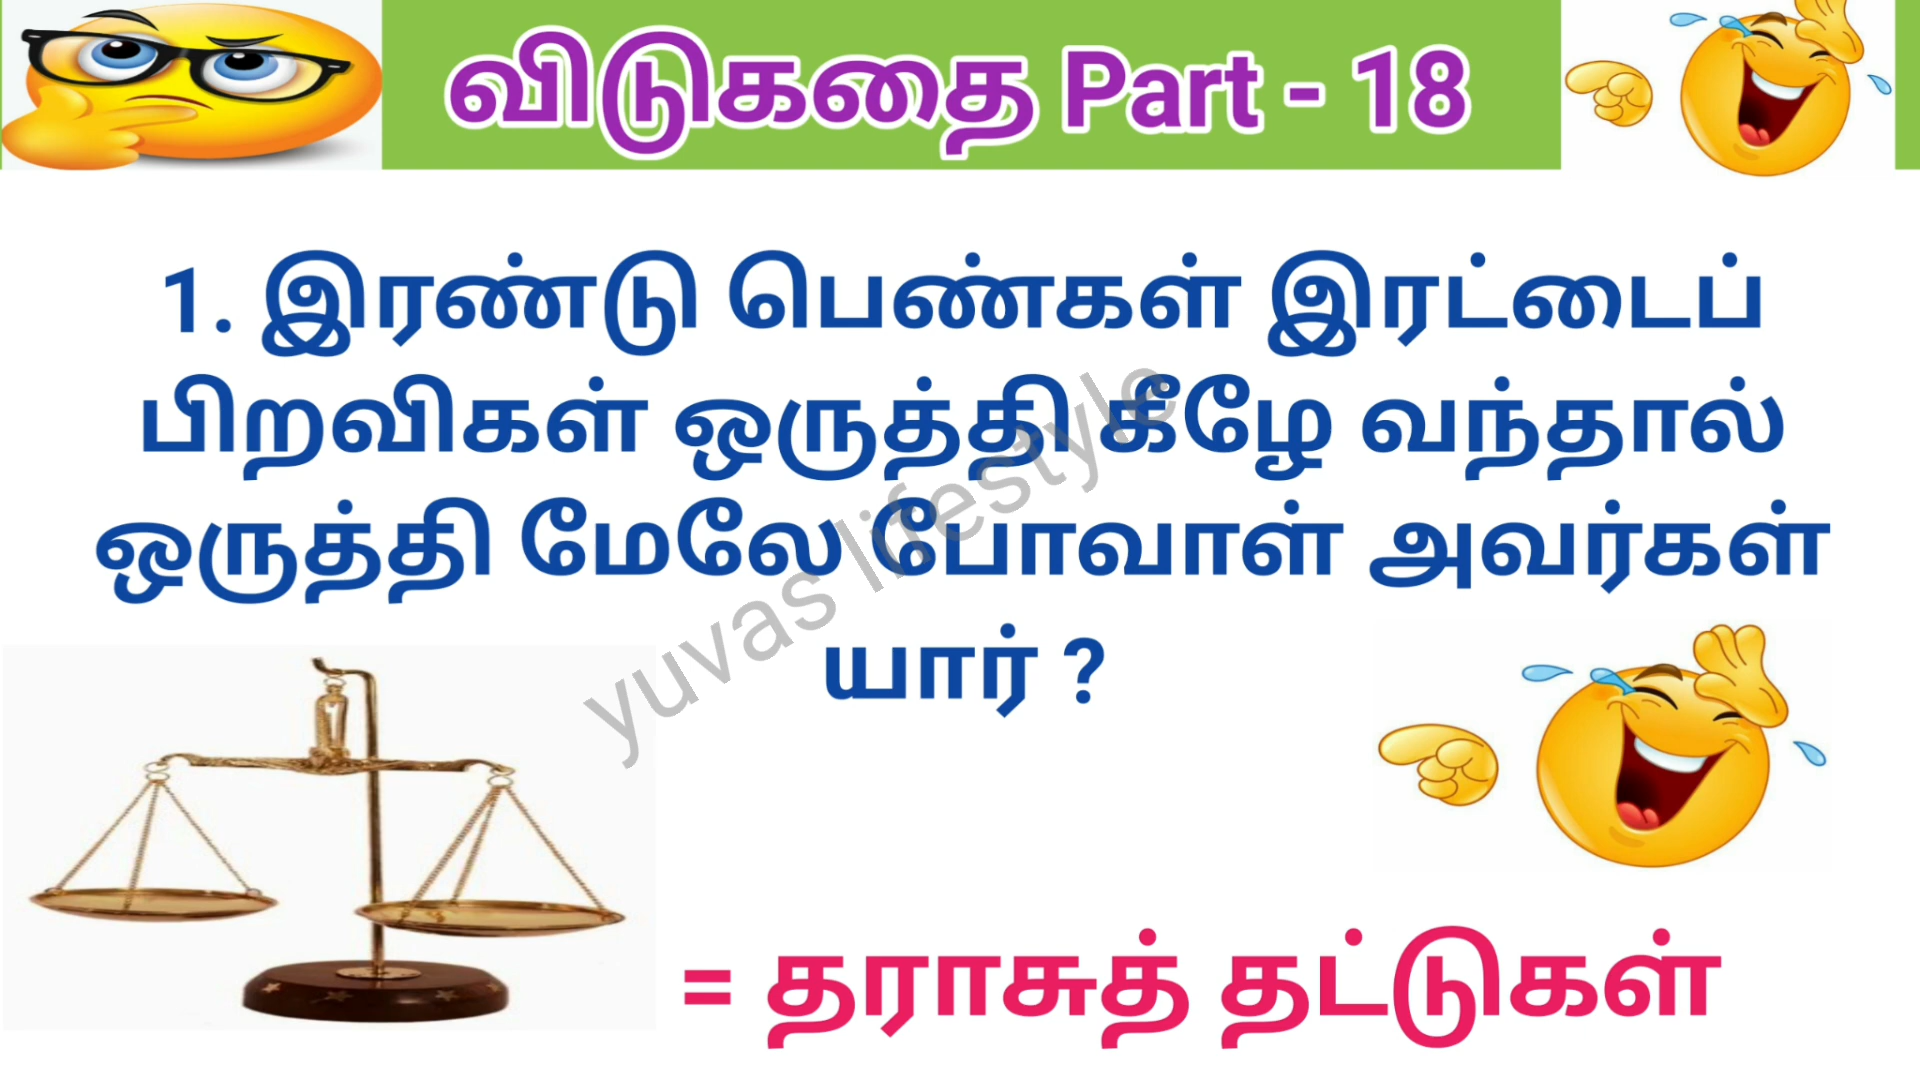 விடுகதை Part - 18
1. இரண்டு பெண்கள் இரட்டைப்
பிறவிகள் ஒருத்தி கீழே வந்தால்
ஒருத்தி மேலே போவாள் அவர்கள்
யார் ?
yuvas lifestyle
= தராசுத் தட்டுகள்